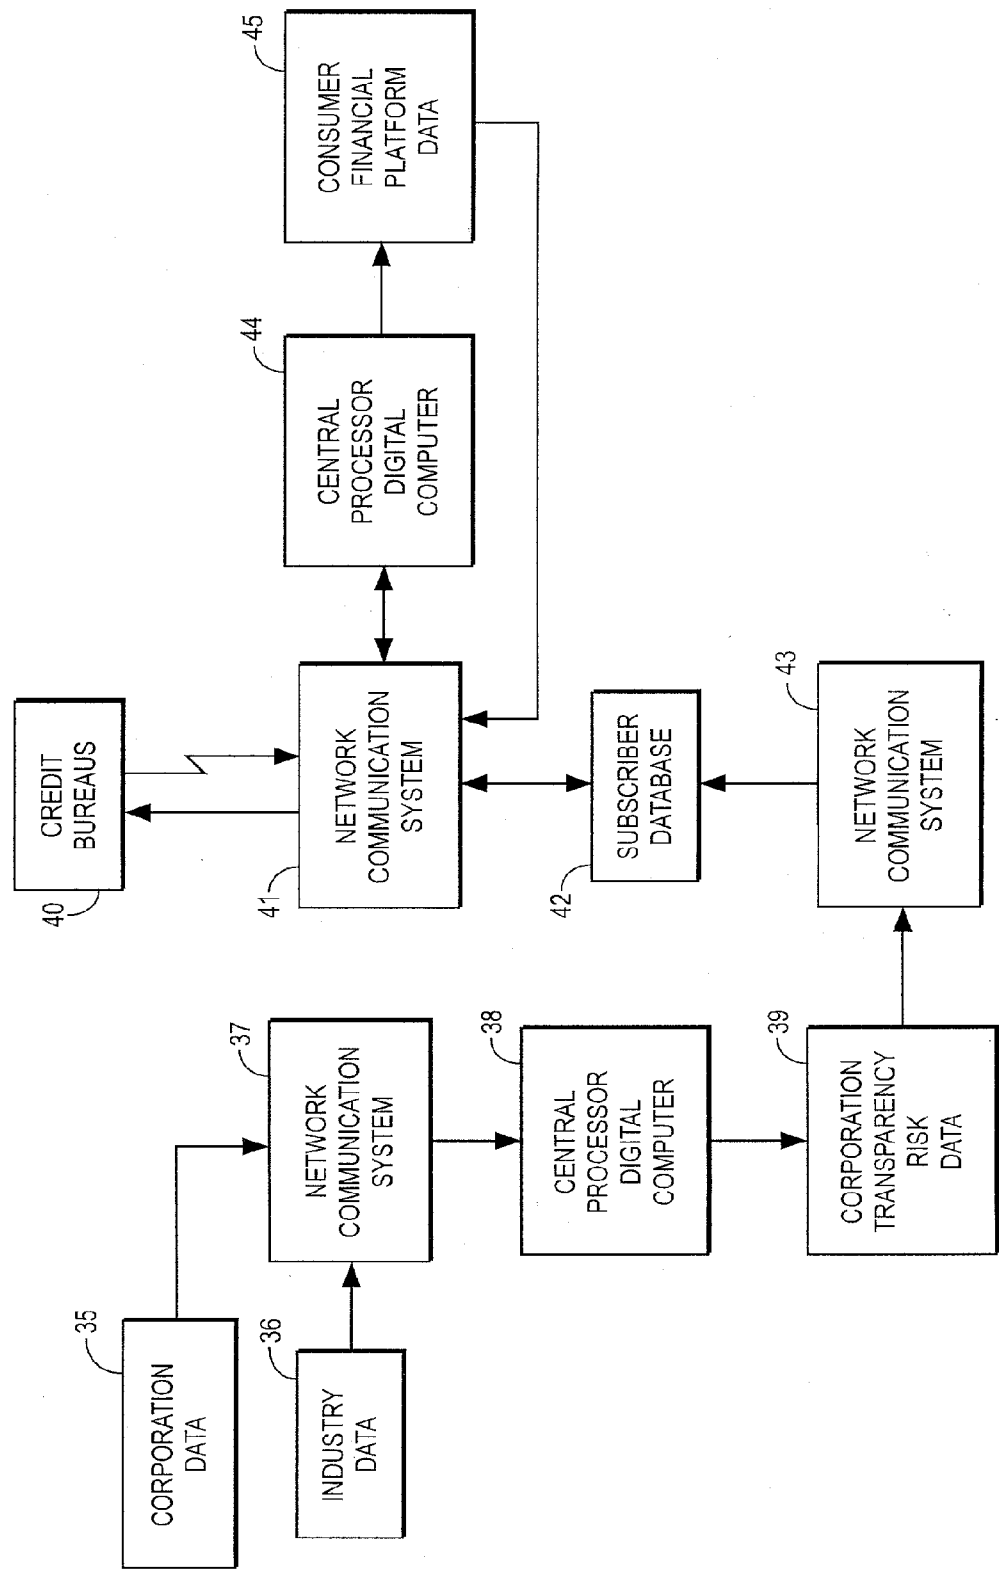 35
CORPORATION
DATA
36
INDUSTRY
DATA
37
NETWORK
COMMUNICATION
SYSTEM
38
CENTRAL
PROCESSOR
DIGITAL
COMPUTER
39
CORPORATION
TRANSPARENCY
RISK
DATA
40
CREDIT
BUREAUS
41
NETWORK
COMMUNICATION
SYSTEM
42
SUBSCRIBER
DATABASE
43
NETWORK
COMMUNICATION
SYSTEM
44
CENTRAL
PROCESSOR
DIGITAL
COMPUTER
45
CONSUMER
FINANCIAL
PLATFORM
DATA